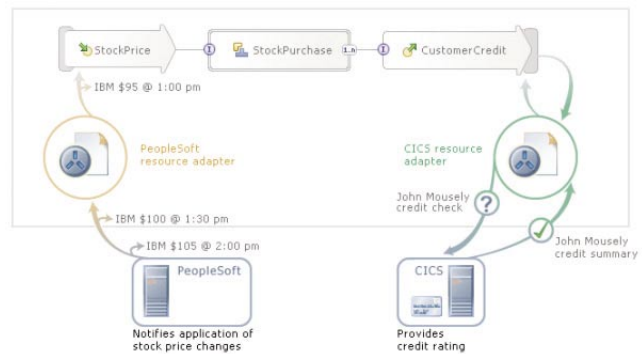 StockPrice
StockPurchase
1..n
CustomerCredit
IBM $95 @ 1:00 pm
PeopleSoft
resource adapter
CICS resource
adapter
John Mousely
credit check
?
IBM $100 @ 1:30 pm
IBM $105 @ 2:00 pm
John Mousely
credit summary
PeopleSoft
CICS
Notifies application of
stock price changes
Provides
credit rating